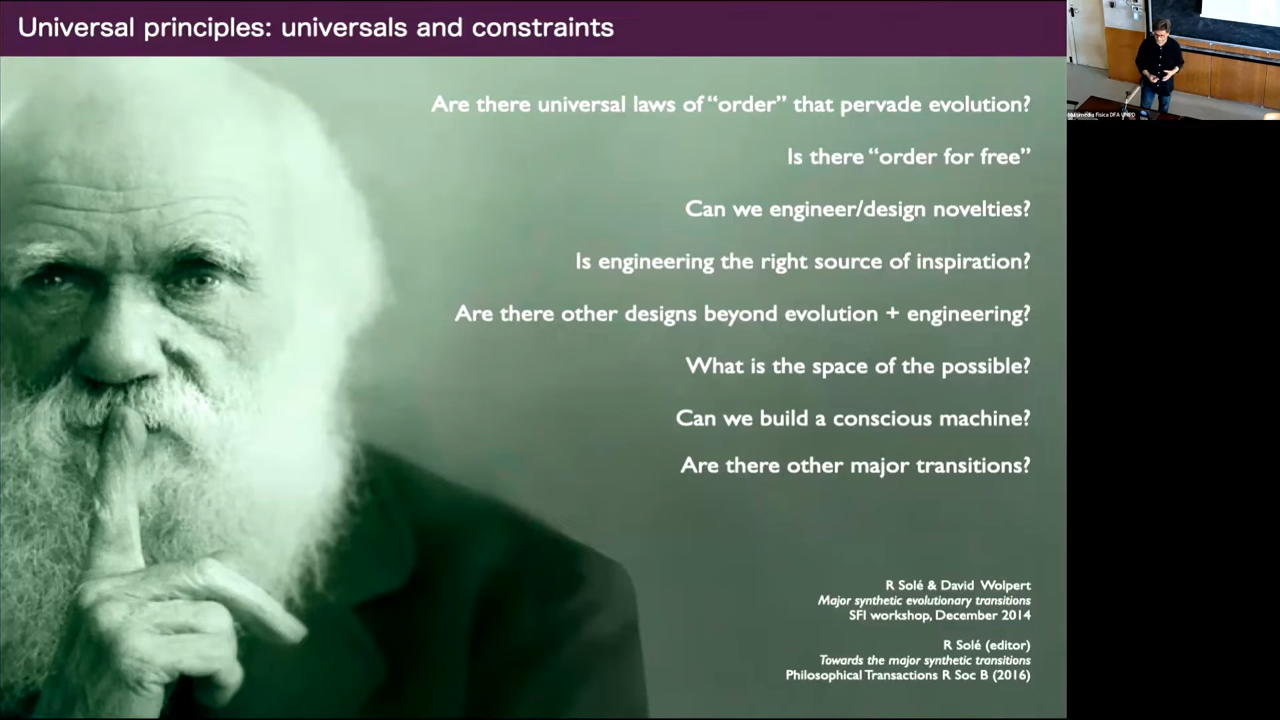 Universal principles: universals and constraints
Are there universal laws of “order” that pervade evolution?
Is there “order for free”
Can we engineer/design novelties?
Is engineering the right source of inspiration?
Are there other designs beyond evolution + engineering?
What is the space of the possible?
Can we build a conscious machine?
Are there other major transitions?
R Solé & David Wolpert
Major synthetic evolutionary transitions
SFI workshop, December 2014
R Solé (editor)
Towards the major synthetic transitions
Philosophical Transactions R Soc B (2016)
Fisica DFA UNIPD